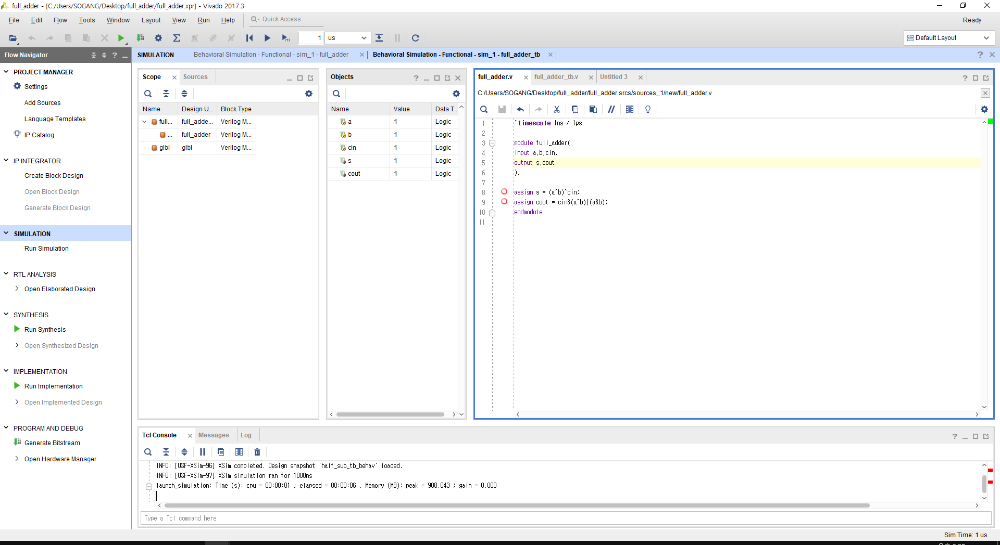 full_adder - [C:/Users/SOGANG/Desktop/full_adder/full_adder.xpr] - Vivado 2017.3
File Edit Flow Tools Window Layout View Run Help Quick Access
Ready
1 us
Default Layout
Flow Navigator
PROJECT MANAGER
Settings
Add Sources
Language Templates
IP Catalog
IP INTEGRATOR
Create Block Design
Open Block Design
Generate Block Design
SIMULATION
Run Simulation
RTL ANALYSIS
Open Elaborated Design
SYNTHESIS
Run Synthesis
Open Synthesized Design
IMPLEMENTATION
Run Implementation
Open Implemented Design
PROGRAM AND DEBUG
Generate Bitstream
Open Hardware Manager
SIMULATION Behavioral Simulation - Functional - sim_1 - full_adder Behavioral Simulation - Functional - sim_1 - full_adder_tb
Scope Sources
Name Design U... Block Type
full... full_adde... Verilog M...
... full_adder Verilog M...
glbl glbl Verilog M...
Objects
Name Value Data T...
a 1 Logic
b 1 Logic
cin 1 Logic
s 1 Logic
cout 1 Logic
full_adder.v full_adder_tb.v Untitled 3
C:/Users/SOGANG/Desktop/full_adder/full_adder.srcs/sources_1/new/full_adder.v
1 `timescale 1ns / 1ps
2
3 module full_adder(
4 input a,b,cin,
5 output s,cout
6 );
7
8 assign s = (a^b)^cin;
9 assign cout = cin&(a^b)|(a&b);
10 endmodule
11
Tcl Console Messages Log
INFO: [USF-XSim-96] XSim completed. Design snapshot 'half_sub_tb_behav' loaded.
INFO: [USF-XSim-97] XSim simulation ran for 1000ns
launch_simulation: Time (s): cpu = 00:00:01 ; elapsed = 00:00:06 . Memory (MB): peak = 908.043 ; gain = 0.000
Type a Tcl command here
Sim Time: 1 us